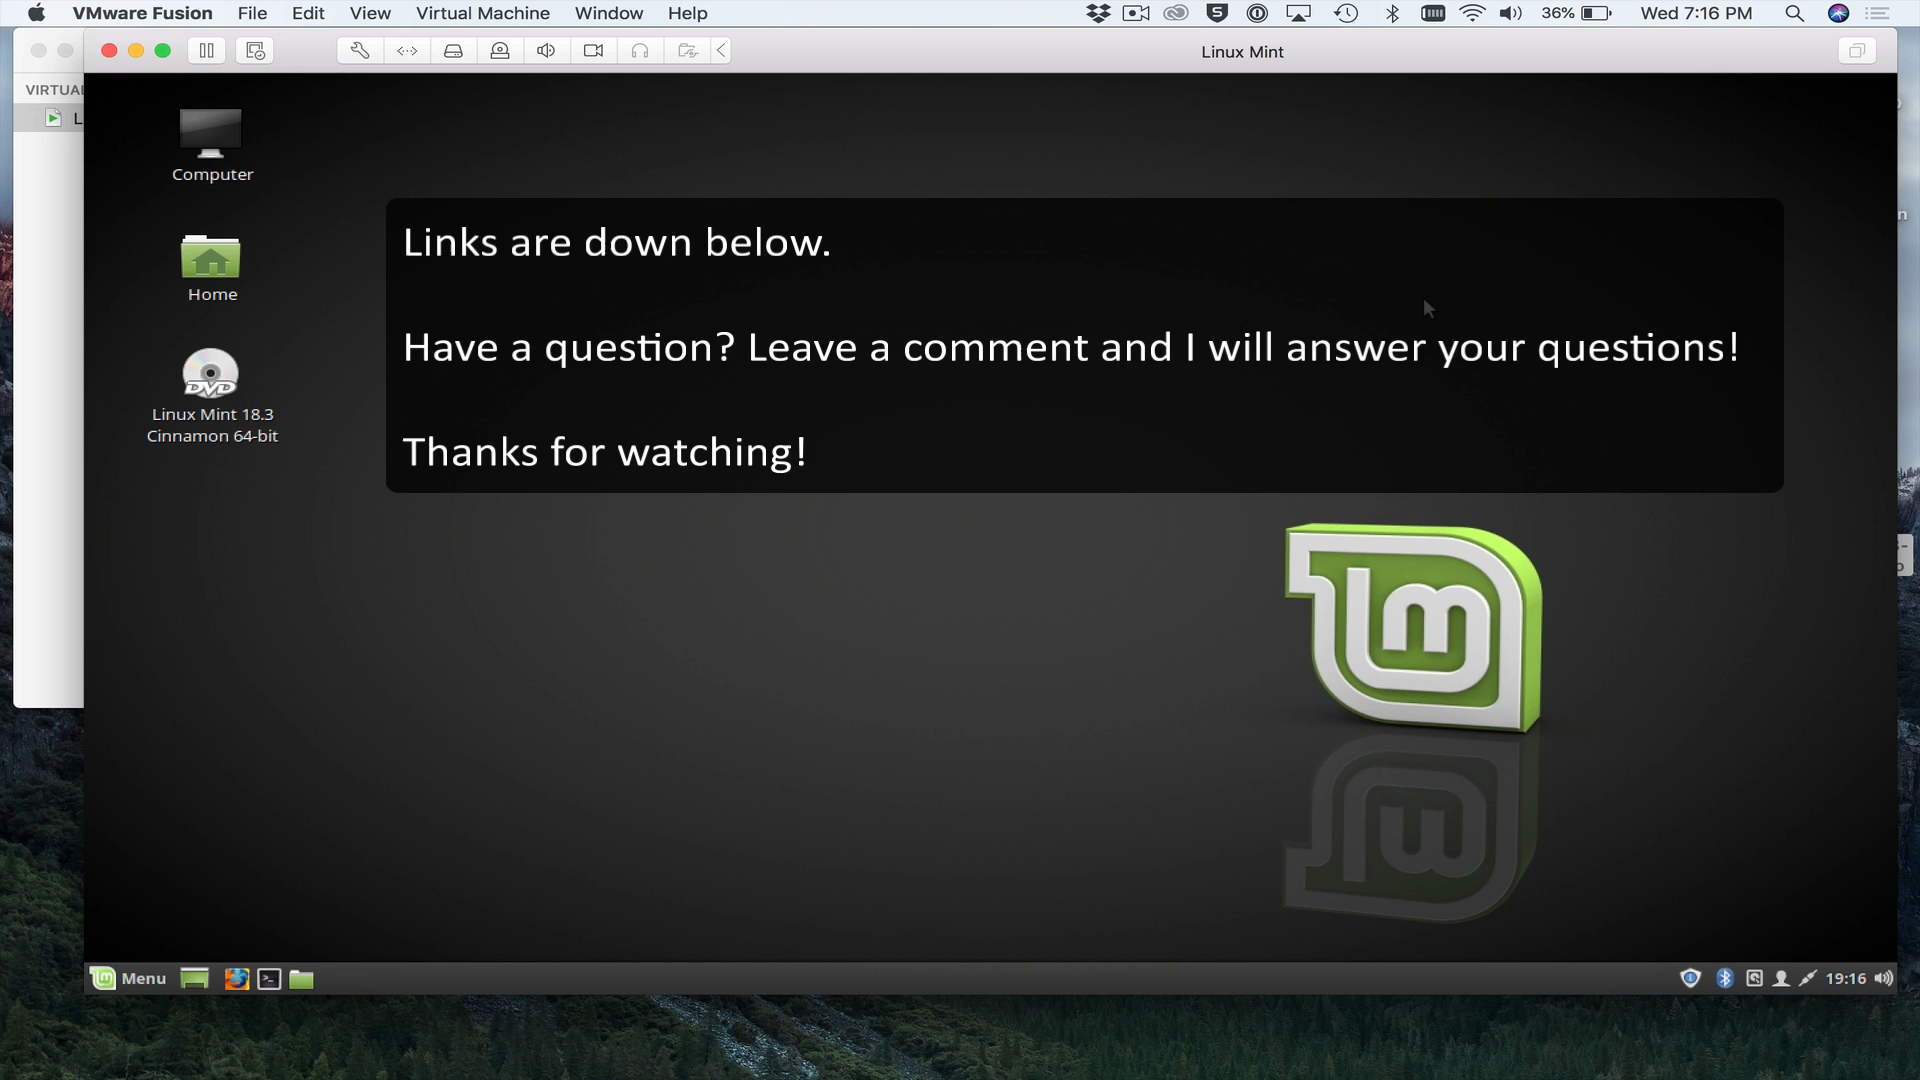 VMware Fusion File Edit View Virtual Machine Window Help 36% Wed 7:16 PM
Linux Mint
VIRTUAL
L
Computer
Home
DVD
Linux Mint 18.3
Cinnamon 64-bit
Links are down below.
Have a question? Leave a comment and I will answer your questions!
Thanks for watching!
lm
Menu 19:16